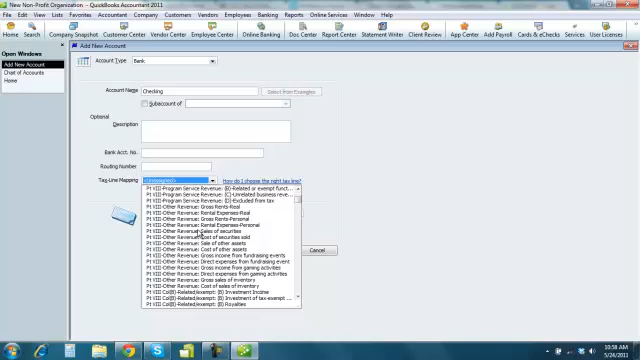 New Non-Profit Organization - QuickBooks Accountant 2011
File Edit View Lists Favorites Accountant Company Customers Vendors Employees Banking Reports Online Services Window Help
Home Company Snapshot Customer Center Vendor Center Employee Center Online Banking Doc Center Report Center Statement Writer Client Review App Center Add Payroll Cards & eChecks Services User Licenses
Open Windows
Add New Account
Chart of Accounts
Home
Add New Account
Account Type Bank
Account Name Checking Select from Examples
Subaccount of
Optional
Description
Bank Acct. No.
Routing Number
Tax-Line Mapping <Unassigned> How do I choose the right tax line?
Pt VIII-Program Service Revenue: (B)-Related or exempt funct...
Pt VIII-Program Service Revenue: (C)-Unrelated business reve...
Pt VIII-Program Service Revenue: (D)-Excluded from tax
Pt VIII-Other Revenue: Gross Rents-Real
Pt VIII-Other Revenue: Rental Expenses-Real
Pt VIII-Other Revenue: Gross Rents-Personal
Pt VIII-Other Revenue: Rental Expenses-Personal
Pt VIII-Other Revenue: Sales of securities
Pt VIII-Other Revenue: Cost of securities sold
Pt VIII-Other Revenue: Sale of other assets
Pt VIII-Other Revenue: Cost of other assets
Pt VIII-Other Revenue: Gross income from fundraising events
Pt VIII-Other Revenue: Direct expenses from fundraising event
Pt VIII-Other Revenue: Gross income from gaming activities
Pt VIII-Other Revenue: Direct expenses from gaming activities
Pt VIII-Other Revenue: Gross sales of inventory
Pt VIII-Other Revenue: Cost of sales of inventory
Pt VIII Col(B)-Related/exempt: (B) Investment Income
Pt VIII Col(B)-Related/exempt: (B) Investment of tax-exempt ...
Pt VIII Col(B)-Related/exempt: (B) Royalties
Cancel
10:58 AM
5/24/2011